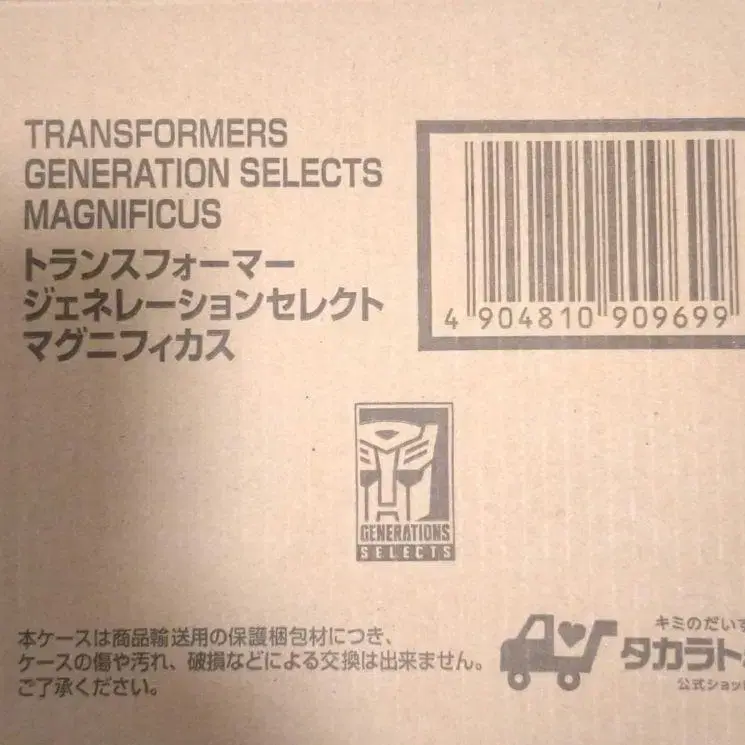 TRANSFORMERS
GENERATION SELECTS
MAGNIFICUS
トランスフォーマー
ジェネレーションセレクト
マグニフィカス
4 904810 909699
GENERATIONS
SELECTS
本ケースは商品輸送用の保護梱包材につき、
ケースの傷や汚れ、破損などによる交換は出来ません。
ご了承ください。
キミのだいす
タカラト
公式ショッ